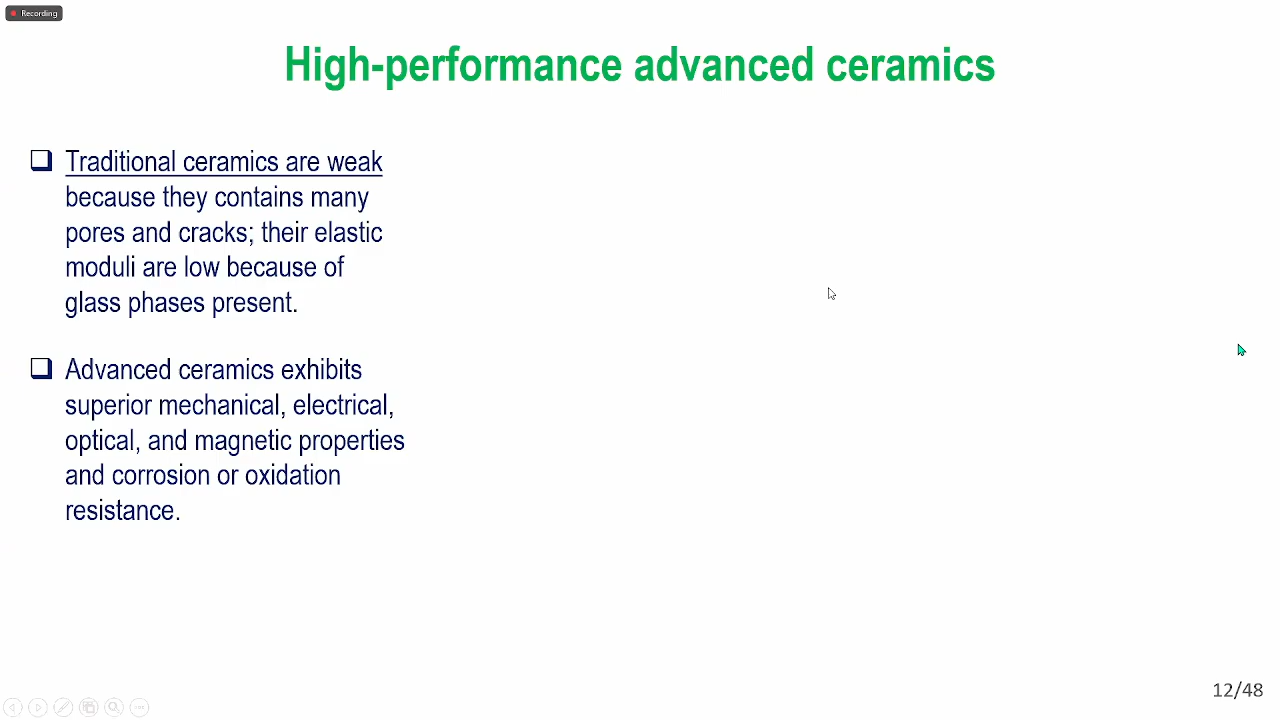 Recording
High-performance advanced ceramics
Traditional ceramics are weak
because they contains many
pores and cracks; their elastic
moduli are low because of
glass phases present.
Advanced ceramics exhibits
superior mechanical, electrical,
optical, and magnetic properties
and corrosion or oxidation
resistance.
12/48